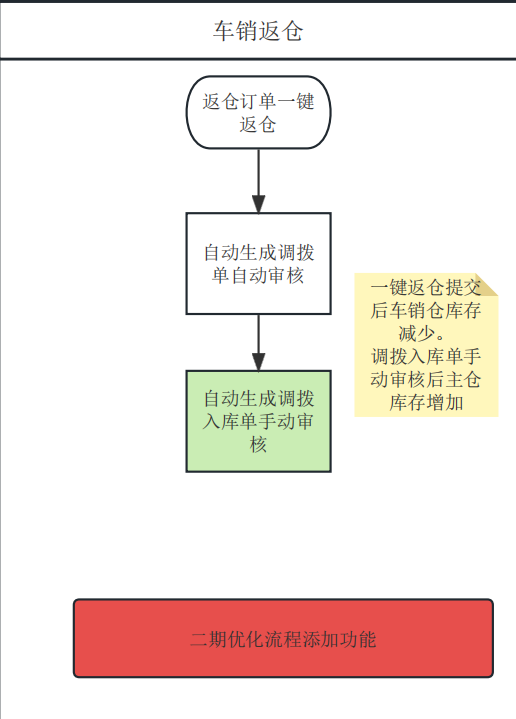 车销返仓
返仓订单一键
返仓
自动生成调拨
单自动审核
一键返仓提交
后车销仓库存
减少。
调拨入库单手
动审核后主仓
库存增加
自动生成调拨
入库单手动审
核
二期优化流程添加功能